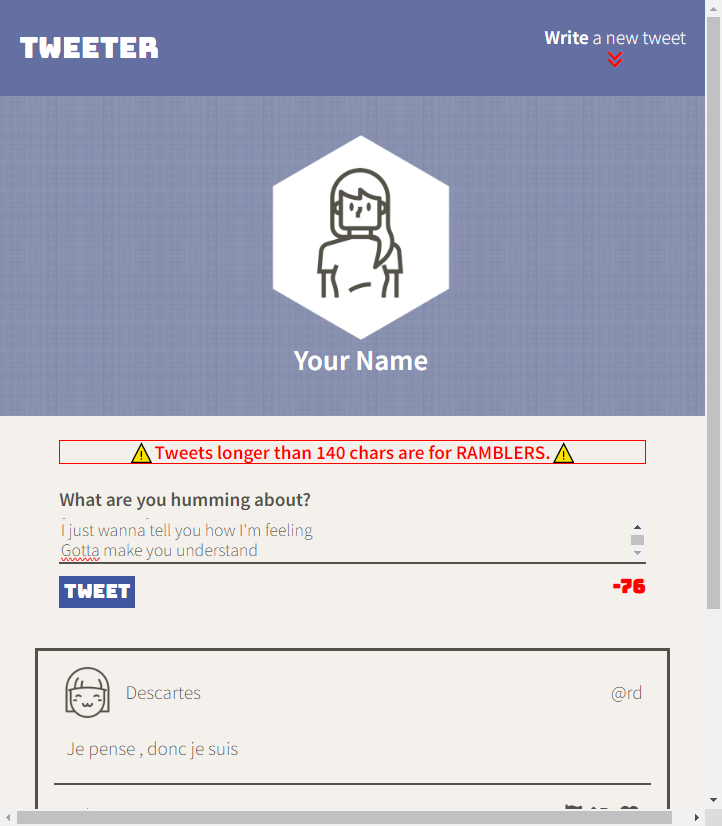 TWEETER
Write a new tweet
Your Name
Tweets longer than 140 chars are for RAMBLERS.
What are you humming about?
I just wanna tell you how I'm feeling
Gotta make you understand
TWEET
-76
Descartes
@rd
Je pense , donc je suis